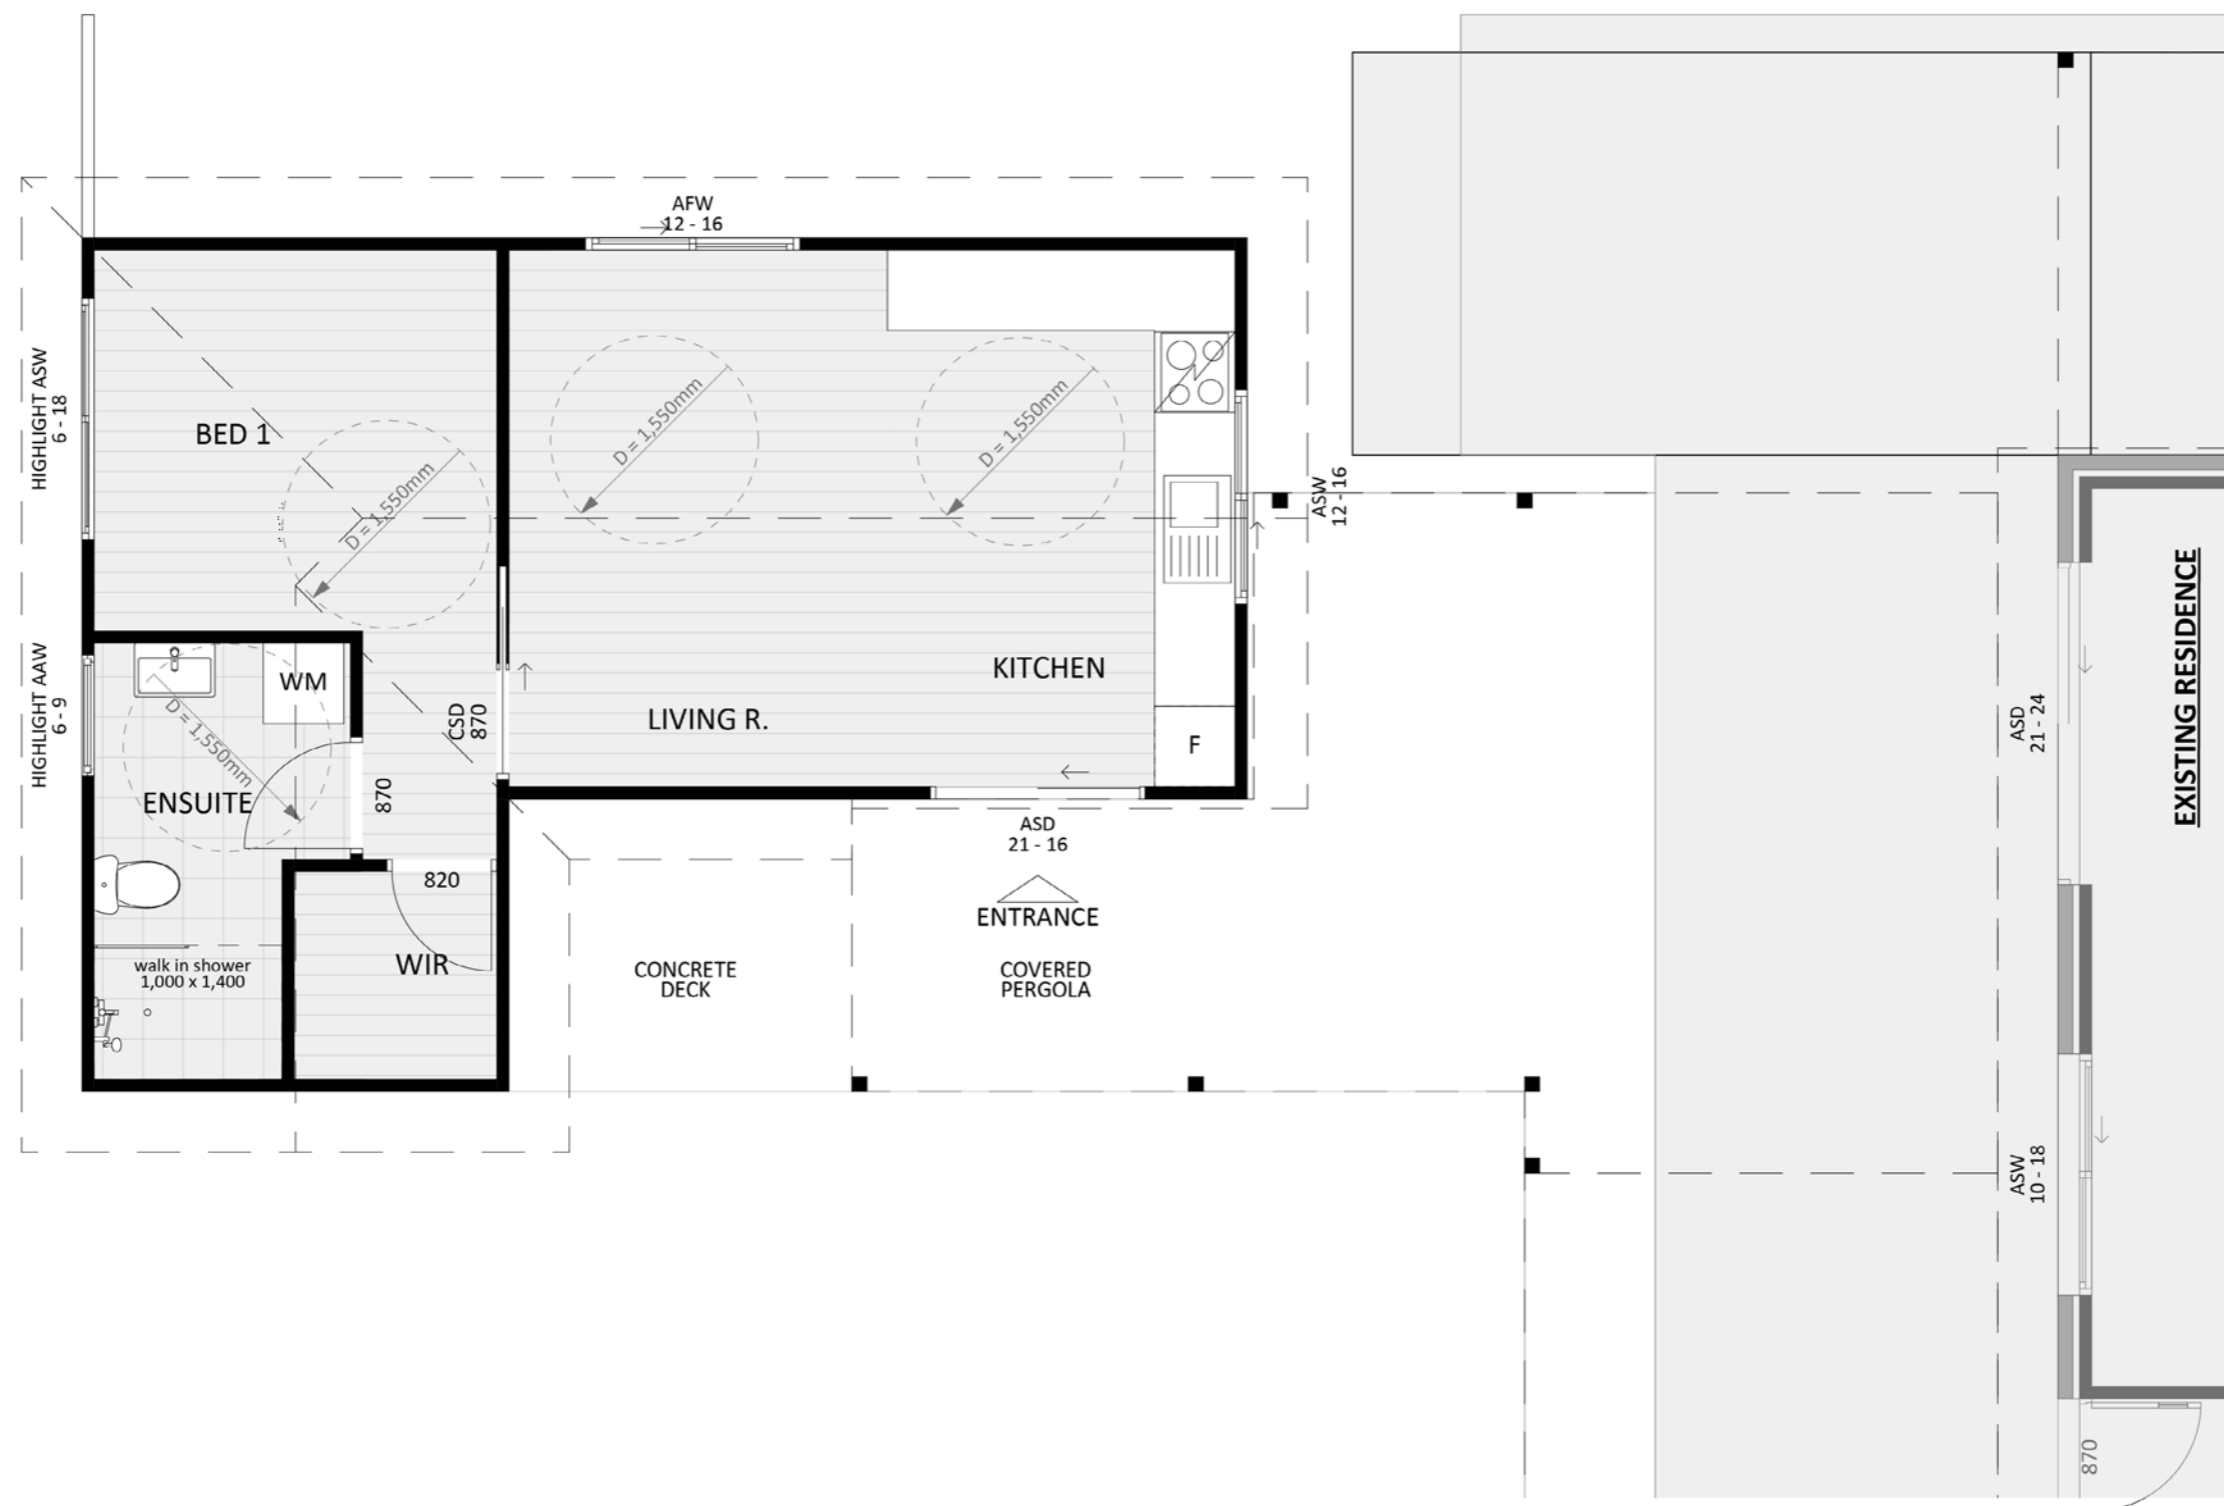 AFW
12 - 16
HIGHLIGHT ASW
6 - 18
BED 1
D = 1,550mm
D = 1,550mm
D = 1,550mm
ASW
12 - 16
HIGHLIGHT AAW
6 - 9
WM
D = 1,550mm
ENSUITE
870
CSD
870
LIVING R.
KITCHEN
F
820
WIR
walk in shower
1,000 x 1,400
ASD
21 - 16
ENTRANCE
CONCRETE
DECK
COVERED
PERGOLA
EXISTING RESIDENCE
ASD
21 - 24
ASW
10 - 18
870